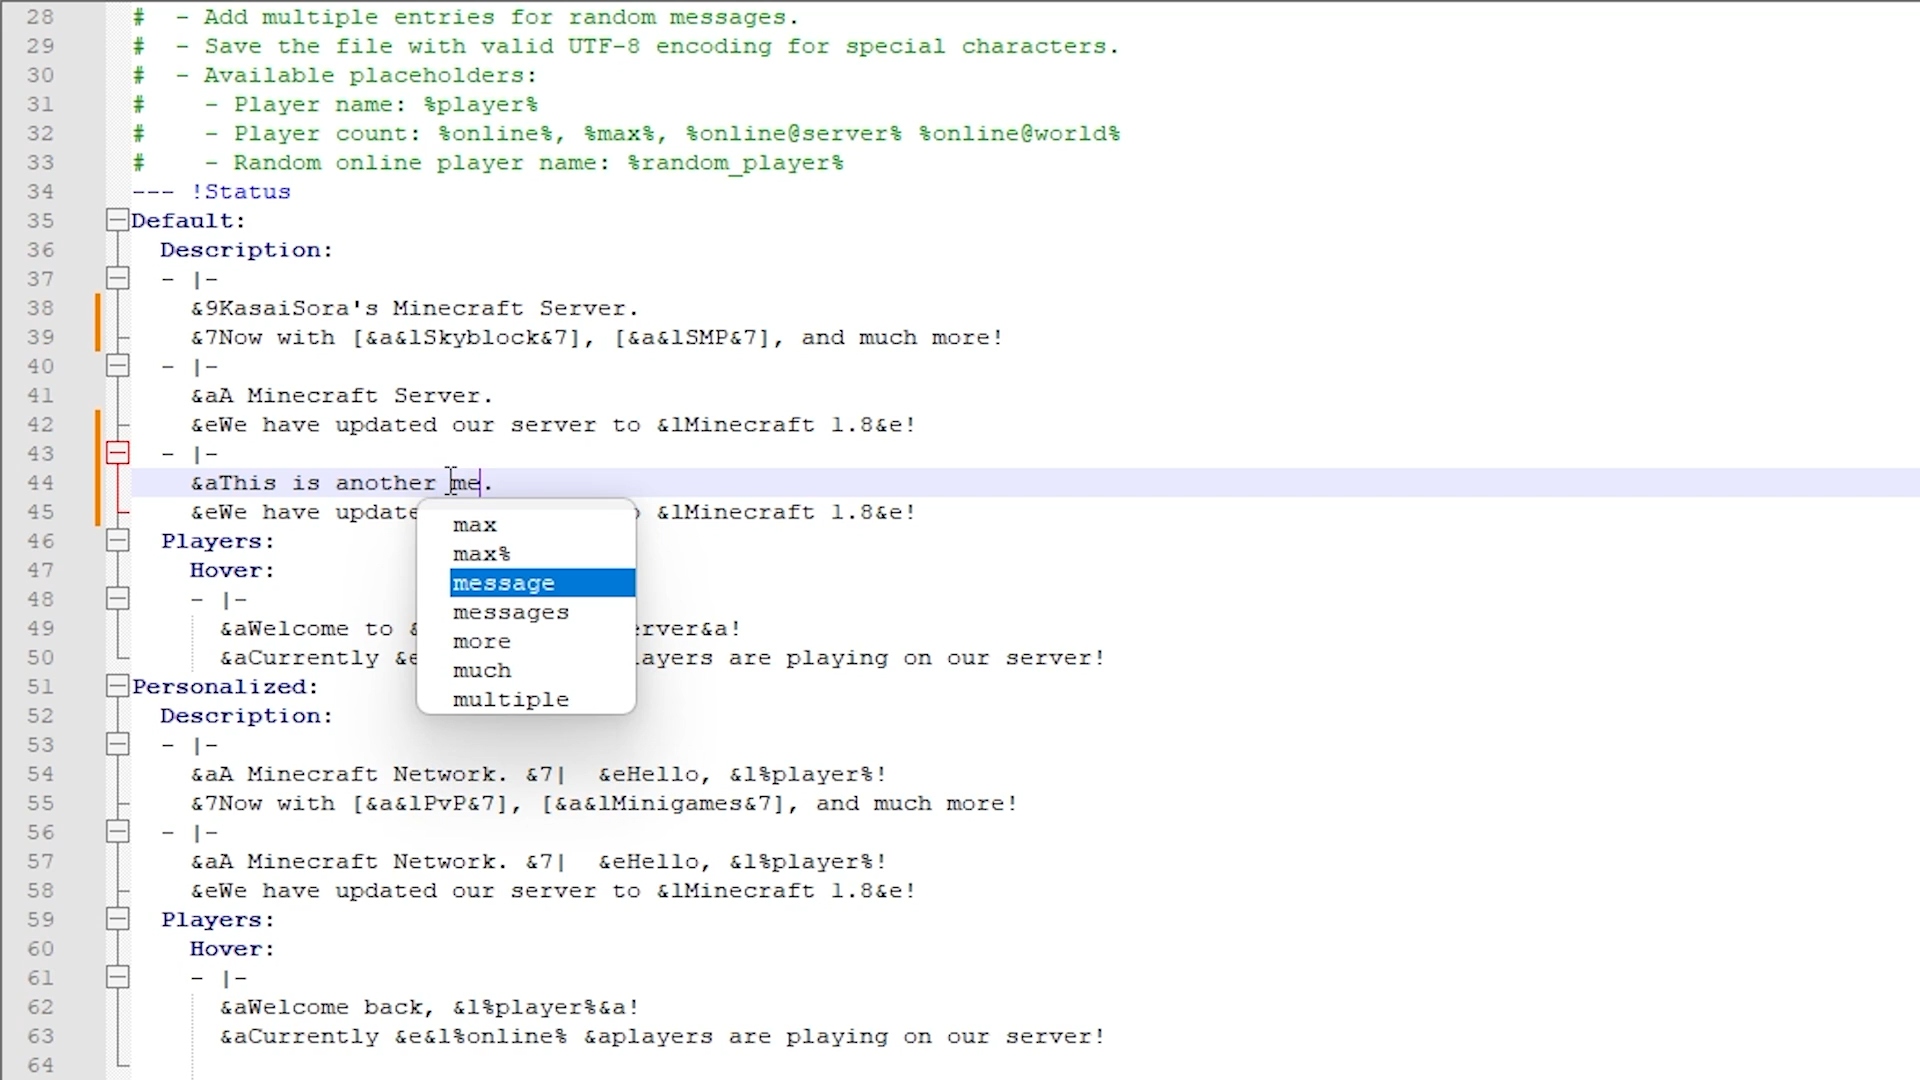 28 #  - Add multiple entries for random messages.
29 #  - Save the file with valid UTF-8 encoding for special characters.
30 #  - Available placeholders:
31 #    - Player name: %player%
32 #    - Player count: %online%, %max%, %online@server% %online@world%
33 #    - Random online player name: %random_player%
34 --- !Status
35 Default:
36   Description:
37   - |-
38     &9KasaiSora's Minecraft Server.
39     &7Now with [&a&lSkyblock&7], [&a&lSMP&7], and much more!
40   - |-
41     &aA Minecraft Server.
42     &eWe have updated our server to &lMinecraft 1.8&e!
43   - |-
44     &aThis is another me.
45     &eWe have update &lMinecraft 1.8&e!
max
max%
message
messages
more
much
multiple
46   Players:
47     Hover:
48     - |-
49       &aWelcome to erver&a!
50       &aCurrently &e layers are playing on our server!
51 Personalized:
52   Description:
53   - |-
54     &aA Minecraft Network. &7|  &eHello, &l%player%!
55     &7Now with [&a&lPvP&7], [&a&lMinigames&7], and much more!
56   - |-
57     &aA Minecraft Network. &7|  &eHello, &l%player%!
58     &eWe have updated our server to &lMinecraft 1.8&e!
59   Players:
60     Hover:
61     - |-
62       &aWelcome back, &l%player%&a!
63       &aCurrently &e&l%online% &aplayers are playing on our server!
64